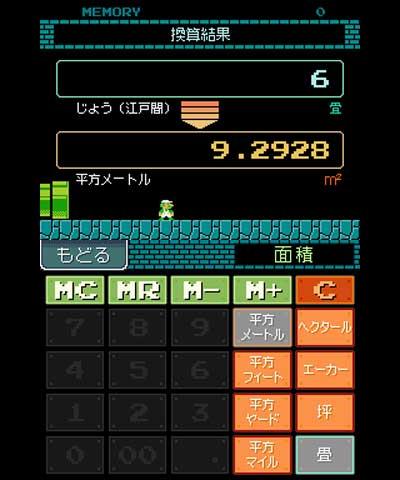 MEMORY 0
換算結果
6
じょう（江戸間） 畳
9.2928
平方メートル m²
もどる 面積
MC MR M- M+ C
7 8 9 平方メートル ヘクタール
4 5 6 平方フィート エーカー
1 2 3 平方ヤード 坪
0 00 . 平方マイル 畳